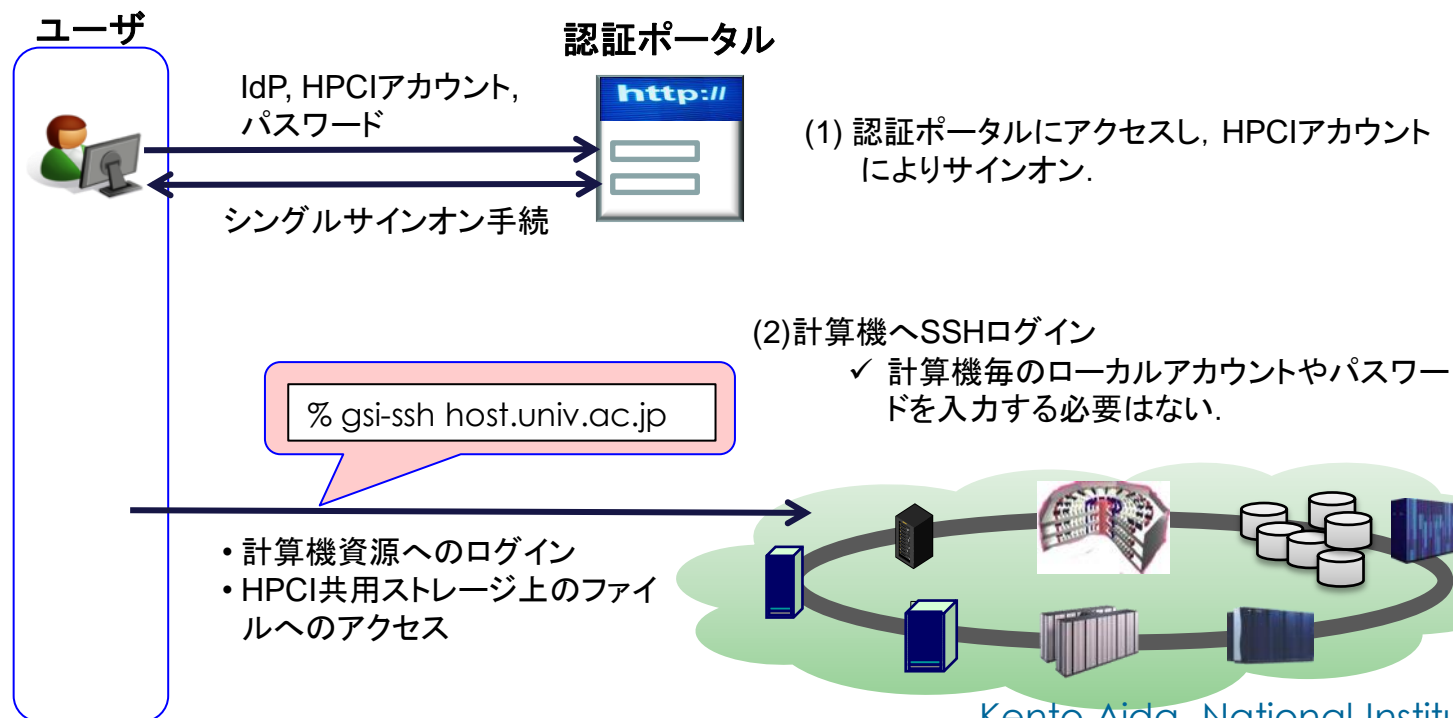 ユーザ
認証ポータル
IdP, HPCIアカウント,
パスワード
http://
シングルサインオン手続
(1) 認証ポータルにアクセスし, HPCIアカウント
によりサインオン.
(2)計算機へSSHログイン
✓ 計算機毎のローカルアカウントやパスワー
ドを入力する必要はない.
% gsi-ssh host.univ.ac.jp
• 計算機資源へのログイン
• HPCI共用ストレージ上のファイ
ルへのアクセス
Kento Aida, National Institu